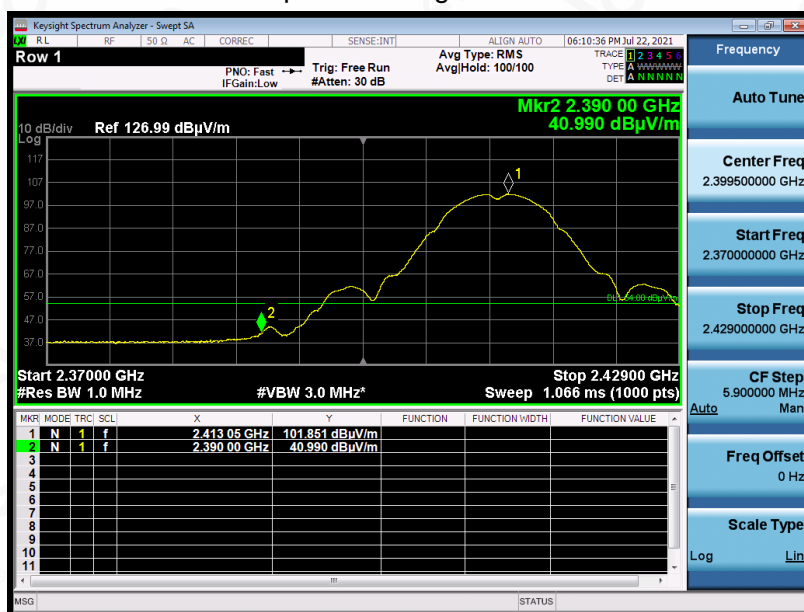 Keysight Spectrum Analyzer - Swept SA
LXI RL RF 50 Ω AC CORREC SENSE:INT ALIGN AUTO 06:10:36 PM Jul 22, 2021
Row 1
PNO: Fast
IFGain:Low
Trig: Free Run
#Atten: 30 dB
Avg Type: RMS
Avg|Hold: 100/100
TRACE 1 2 3 4 5 6
TYPE A WWWWW
DET A N N N N N
Mkr2 2.390 00 GHz
40.990 dBµV/m
10 dB/div Ref 126.99 dBµV/m
Log
117
107
97.0
87.0
77.0
67.0
57.0
47.0
37.0
1
2
Start 2.37000 GHz Stop 2.42900 GHz
#Res BW 1.0 MHz #VBW 3.0 MHz* Sweep 1.066 ms (1000 pts)
MKR MODE TRC SCL X Y FUNCTION FUNCTION WIDTH FUNCTION VALUE
1 N 1 f 2.413 05 GHz 101.851 dBµV/m
2 N 1 f 2.390 00 GHz 40.990 dBµV/m
3
4
5
6
7
8
9
10
11
MSG STATUS
Frequency
Auto Tune
Center Freq
2.399500000 GHz
Start Freq
2.370000000 GHz
Stop Freq
2.429000000 GHz
CF Step
5.900000 MHz
Auto Man
Freq Offset
0 Hz
Scale Type
Log Lin